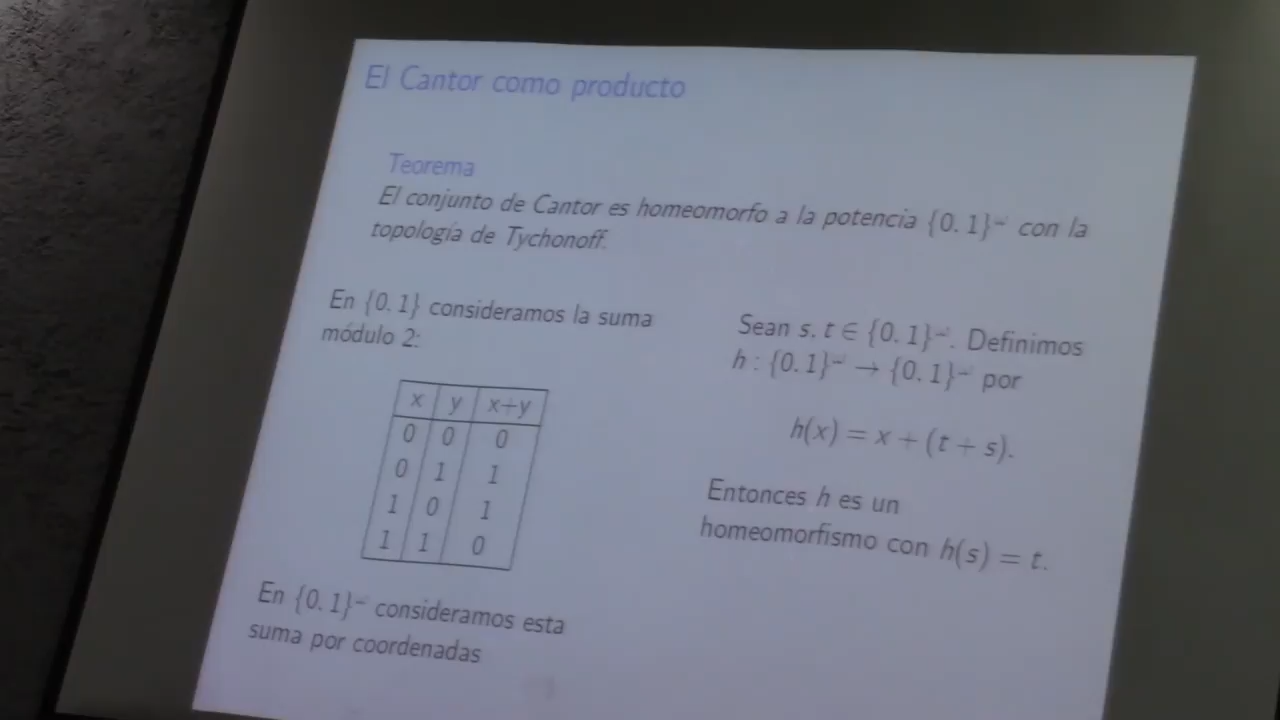 El Cantor como producto
Teorema
El conjunto de Cantor es homeomorfo a la potencia {0, 1}^ω con la
topología de Tychonoff.
En {0, 1} consideramos la suma
módulo 2:
x y x+y
0 0 0
0 1 1
1 0 1
1 1 0
En {0, 1}^ω consideramos esta
suma por coordenadas
Sean s, t ∈ {0, 1}^ω. Definimos
h : {0, 1}^ω → {0, 1}^ω por
h(x) = x + (t + s).
Entonces h es un
homeomorfismo con h(s) = t.